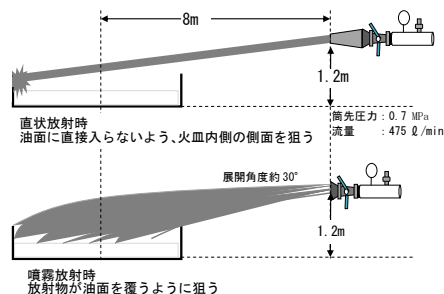 8m
1.2m
筒先圧力：0.7 MPa
流量　　：475 ℓ/min
直状放射時
油面に直接入らないよう、火皿内側の側面を狙う
展開角度約30°
1.2m
噴霧放射時
放射物が油面を覆うように狙う